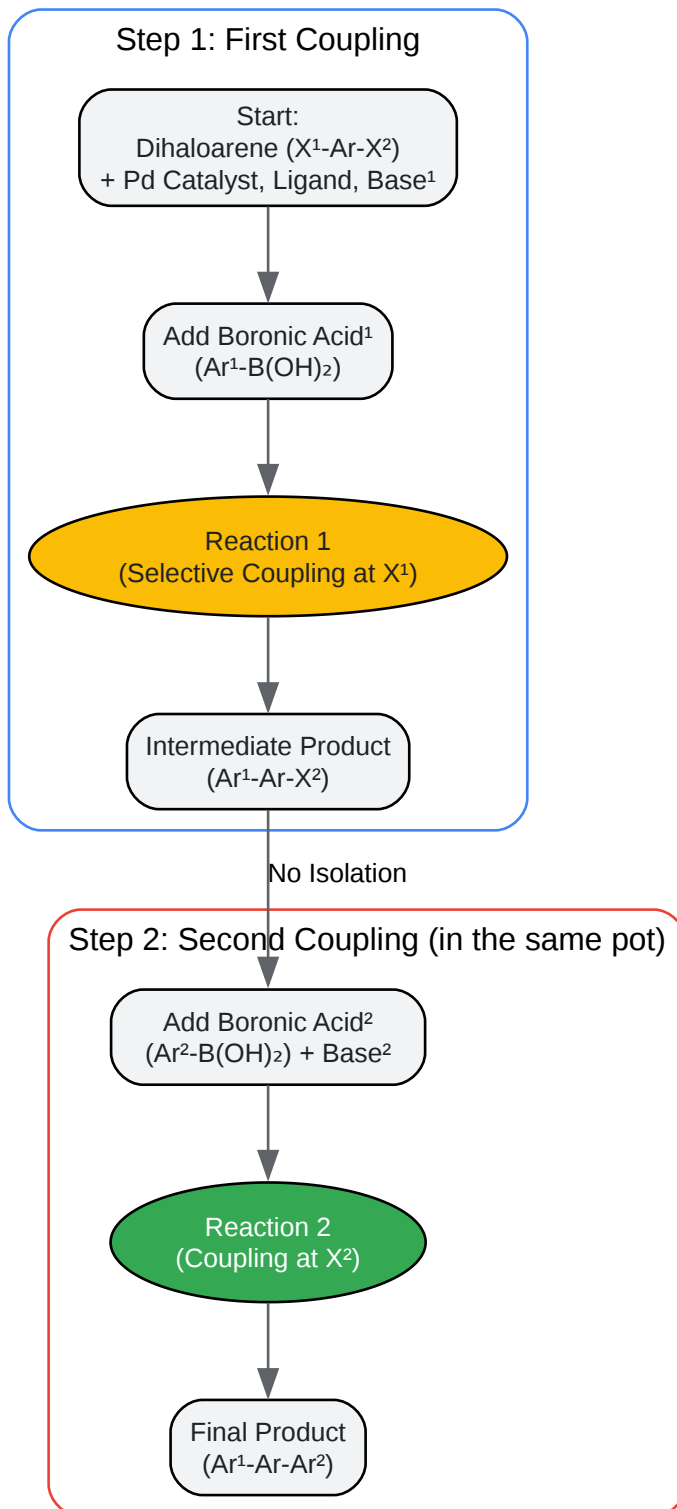 Step 1: First Coupling
Start:
Dihaloarene (X¹-Ar-X²)
+ Pd Catalyst, Ligand, Base¹
Add Boronic Acid¹
(Ar¹-B(OH)₂)
Reaction 1
(Selective Coupling at X¹)
Intermediate Product
(Ar¹-Ar-X²)
No Isolation
Step 2: Second Coupling (in the same pot)
Add Boronic Acid²
(Ar²-B(OH)₂) + Base²
Reaction 2
(Coupling at X²)
Final Product
(Ar¹-Ar-Ar²)